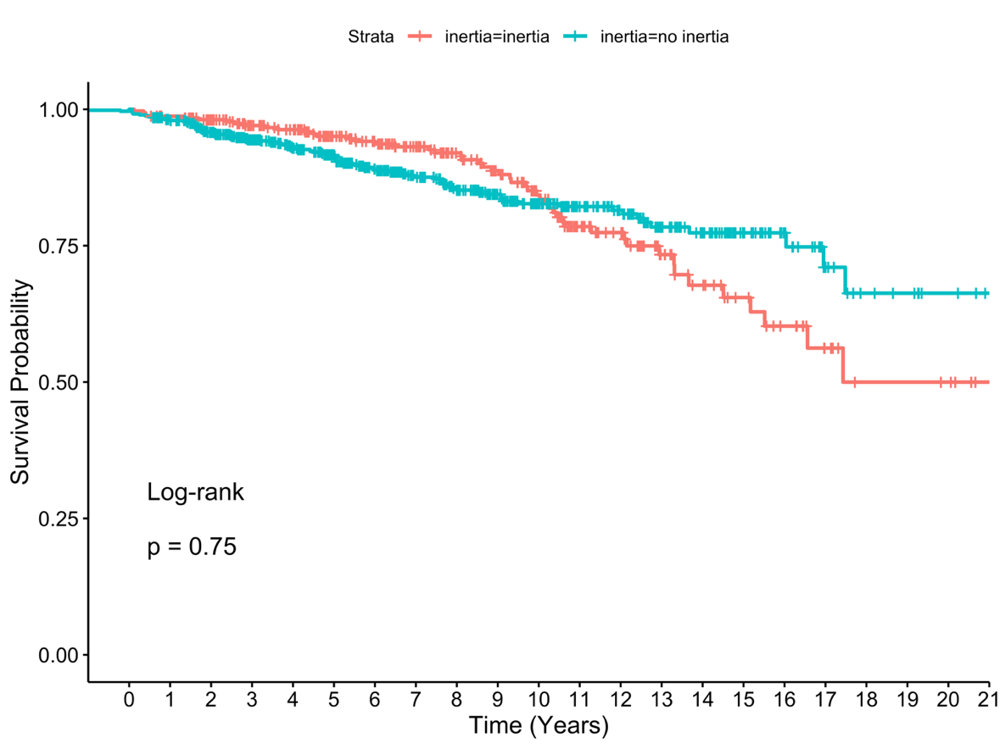 Strata inertia=inertia inertia=no inertia
1.00
0.75
0.50
0.25
0.00
Survival Probability
Log-rank
p = 0.75
0 1 2 3 4 5 6 7 8 9 10 11 12 13 14 15 16 17 18 19 20 21
Time (Years)